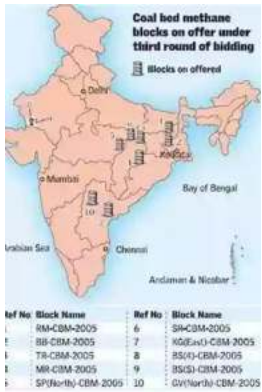 Coal bed methane
blocks on offer under
third round of bidding
Blocks on offered
Delhi
Kolkata
Mumbai
Bay of Bengal
Arabian Sea
Chennai
Andaman & Nicobar
10
Ref No Block Name Ref No Block Name
RM-CBM-2005 6 SR-CBM-2005
BB-CBM-2005 7 KG(East)-CBM-2005
TR-CBM-2005 8 BS(4)-CBM-2005
MR-CBM-2005 9 BS(5)-CBM-2005
SP(North)-CBM-2005 10 GV(North)-CBM-2005